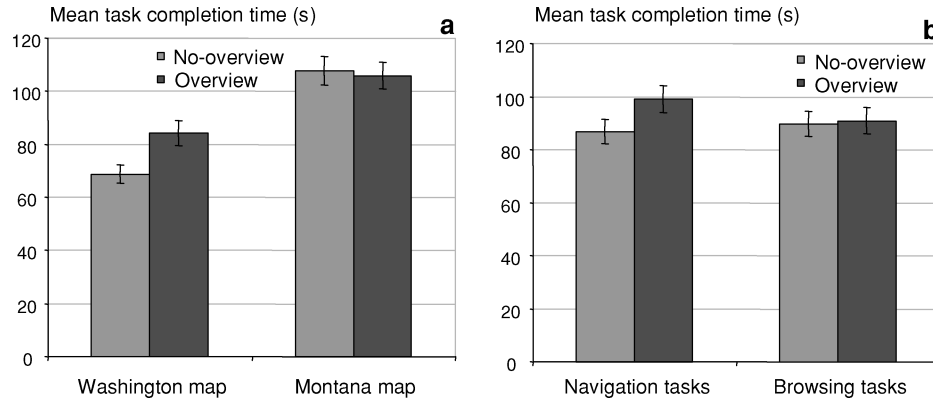 Mean task completion time (s)
a
No-overview
Overview
120
100
80
60
40
20
0
Washington map
Montana map
Mean task completion time (s)
b
No-overview
Overview
120
100
80
60
40
20
0
Navigation tasks
Browsing tasks